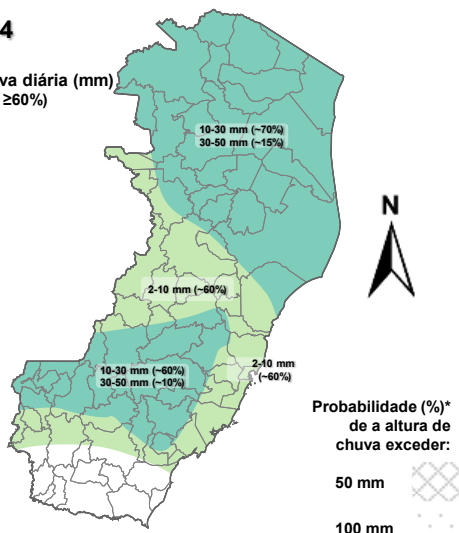 4
va diária (mm)
≥60%)
10-30 mm (~70%)
30-50 mm (~15%)
N
2-10 mm (~60%)
10-30 mm (~60%)
30-50 mm (~10%)
2-10 mm
(~60%)
Probabilidade (%)*
de a altura de
chuva exceder:
50 mm
100 mm